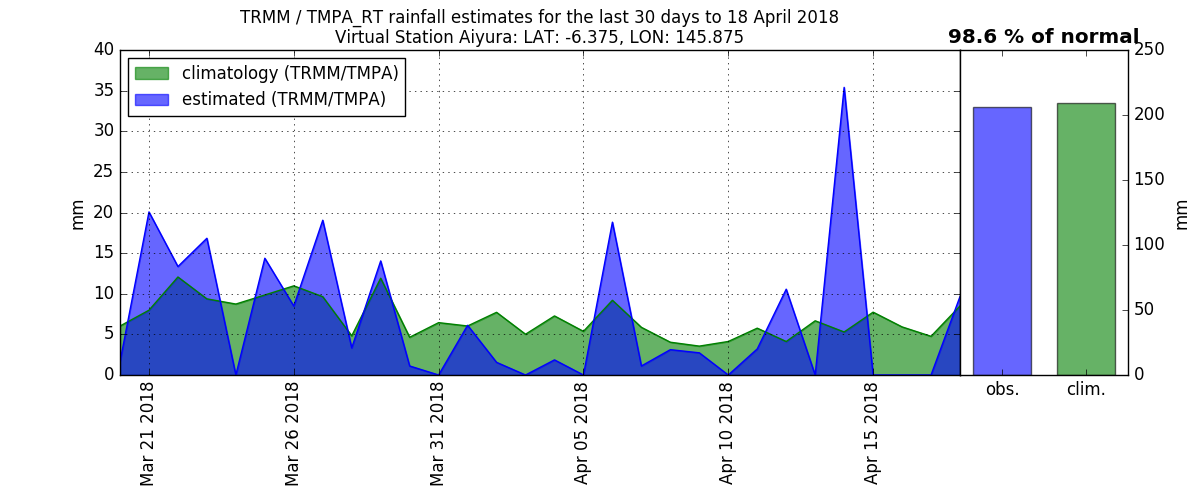 TRMM / TMPA_RT rainfall estimates for the last 30 days to 18 April 2018
Virtual Station Aiyura: LAT: -6.375, LON: 145.875
98.6 % of normal
climatology (TRMM/TMPA)
estimated (TRMM/TMPA)
mm
40
35
30
25
20
15
10
5
0
Mar 21 2018
Mar 26 2018
Mar 31 2018
Apr 05 2018
Apr 10 2018
Apr 15 2018
obs.
clim.
250
200
150
100
50
0
mm